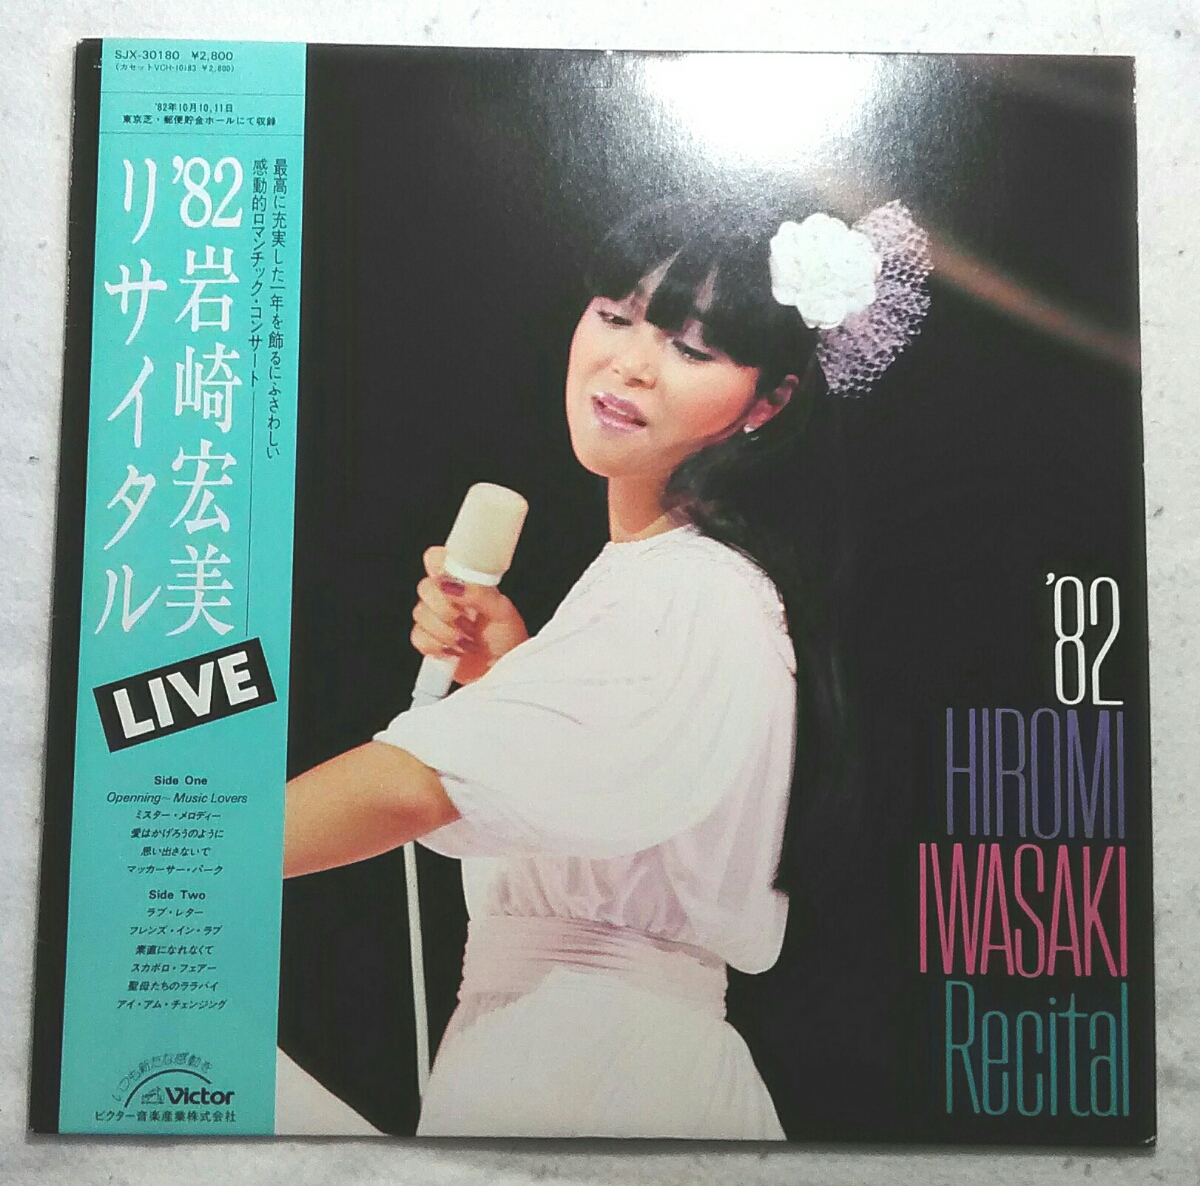 SJX-30180 ¥2,800
(カセットVCH-10183 ¥2,800)
'82年10月10,11日
東京芝・郵便貯金ホールにて収録
最高に充実した一年を飾るにふさわしい
感動的ロマンチック・コンサート
'82岩崎宏美
リサイタル
LIVE
Side One
Openning~Music Lovers
ミスター・メロディー
愛はかげろうのように
思い出さないで
マッカーサー・パーク
Side Two
ラブ・レター
フレンズ・イン・ラブ
素直になれなくて
スカボロ・フェアー
聖母たちのララバイ
アイ・アム・チェンジング
いつも新たな感動を
Victor
ビクター音楽産業株式会社
'82
HIROMI
IWASAKI
Recital